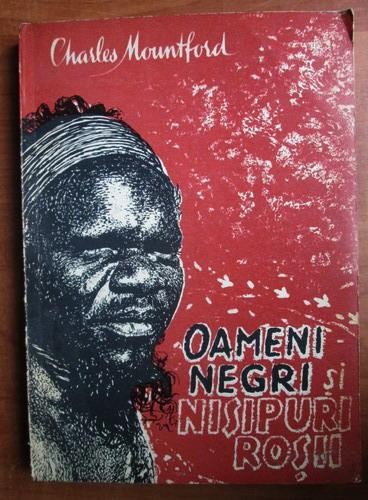 Charles Mountford
OAMENI
NEGRI și
NISIPURI
ROȘII